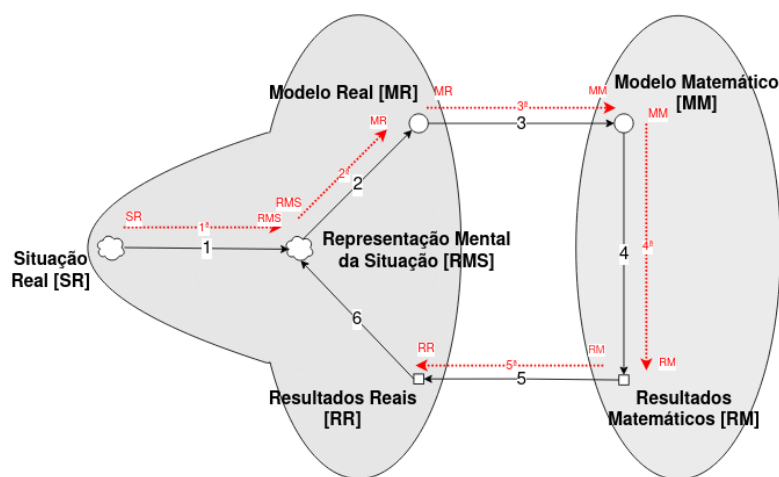 Modelo Real [MR]
MR
MM
3ª
3
Modelo Matemático
[MM]
MR
MM
2ª
2
RMS
SR
RMS
1ª
1
Situação
Real [SR]
Representação Mental
da Situação [RMS]
4
4ª
6
RR
RM
5ª
5
RM
Resultados Reais
[RR]
Resultados
Matemáticos [RM]